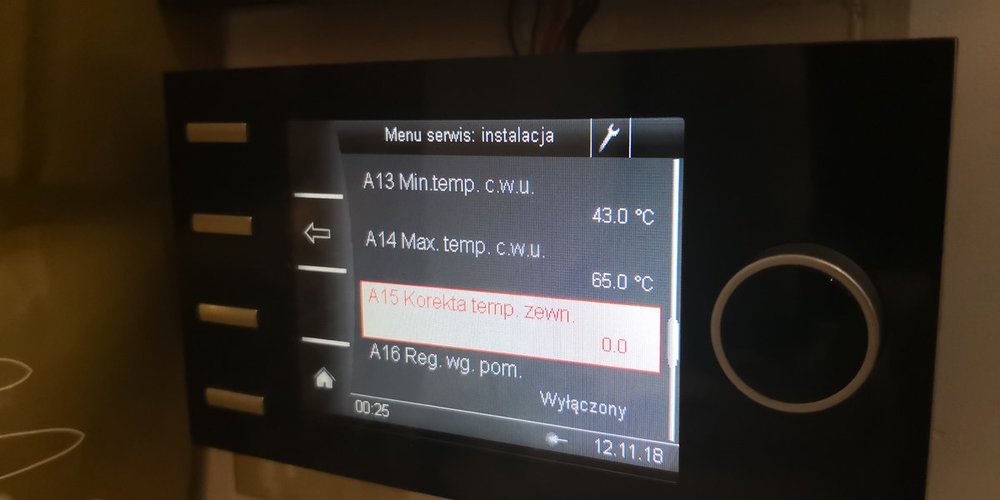 Menu serwis: instalacja
A13 Min.temp. c.w.u.
43.0 °C
A14 Max. temp. c.w.u.
65.0 °C
A15 Korekta temp. zewn.
0.0
A16 Reg. wg. pom.
Wyłączony
00:25
12.11.18